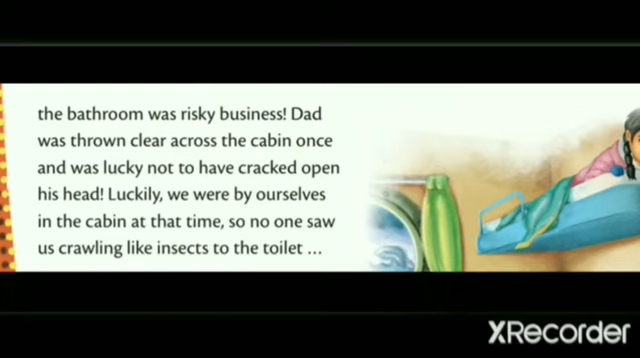 the bathroom was risky business! Dad
was thrown clear across the cabin once
and was lucky not to have cracked open
his head! Luckily, we were by ourselves
in the cabin at that time, so no one saw
us crawling like insects to the toilet ...
XRecorder